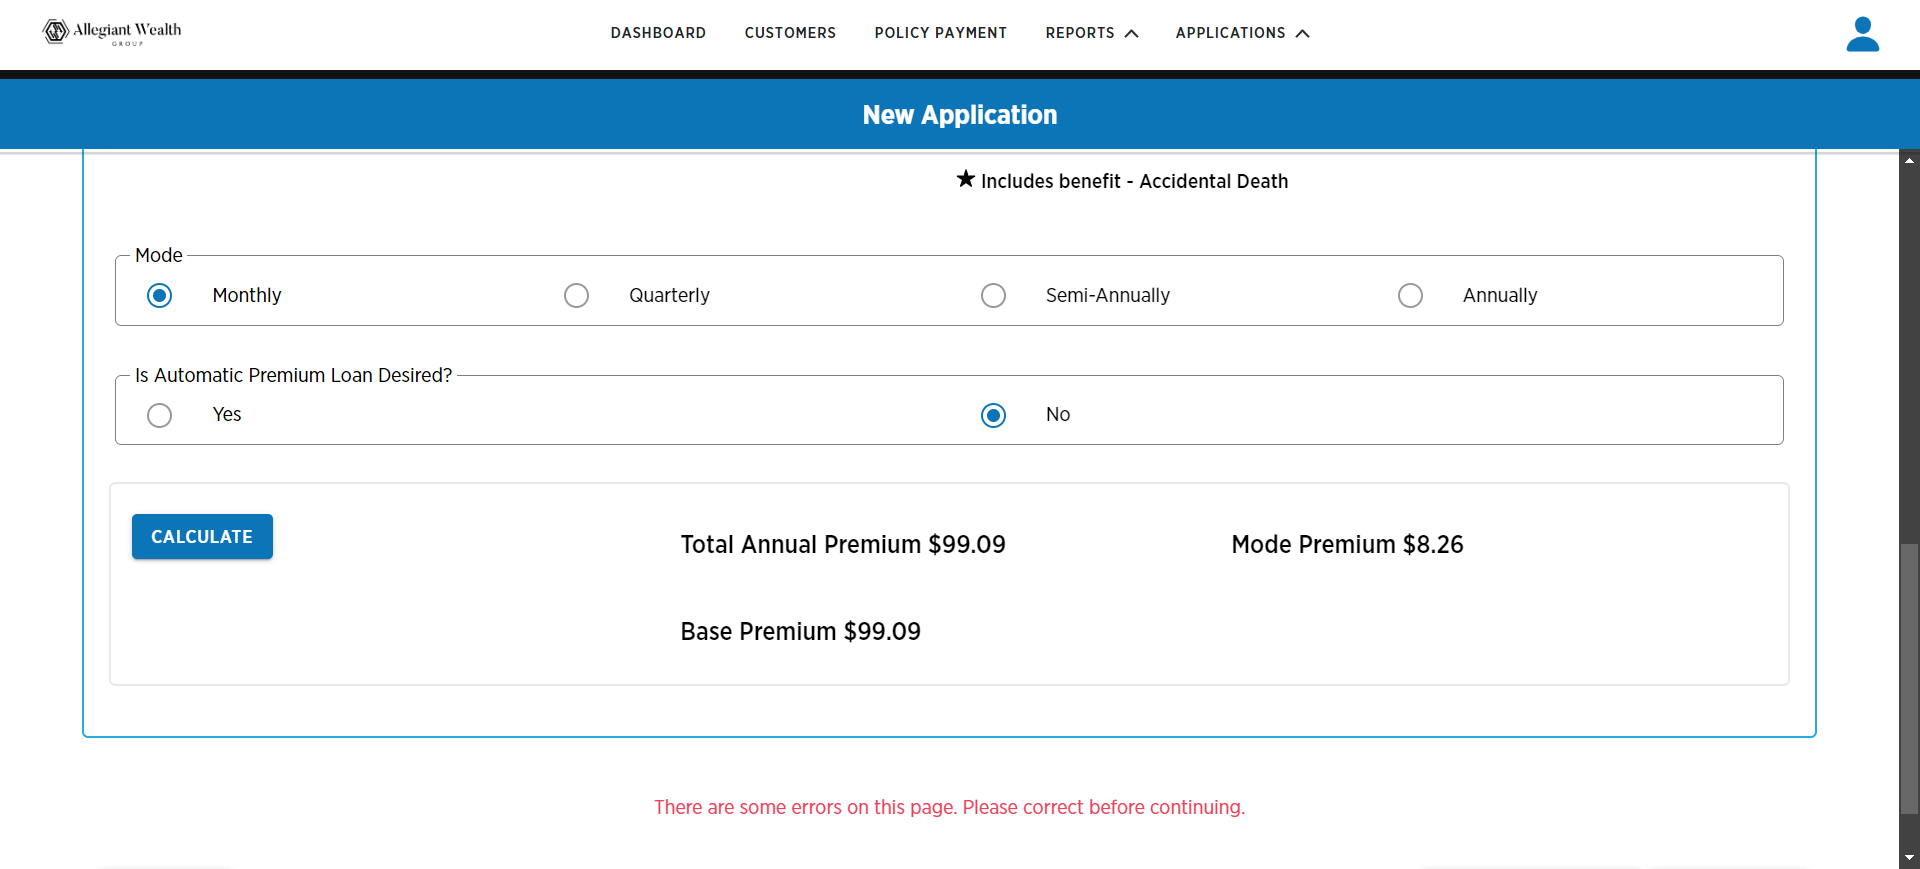 Allegiant Wealth
GROUP
DASHBOARD CUSTOMERS POLICY PAYMENT REPORTS APPLICATIONS
New Application
★ Includes benefit - Accidental Death
Mode
Monthly Quarterly Semi-Annually Annually
Is Automatic Premium Loan Desired?
Yes No
CALCULATE Total Annual Premium $99.09 Mode Premium $8.26
Base Premium $99.09
There are some errors on this page. Please correct before continuing.